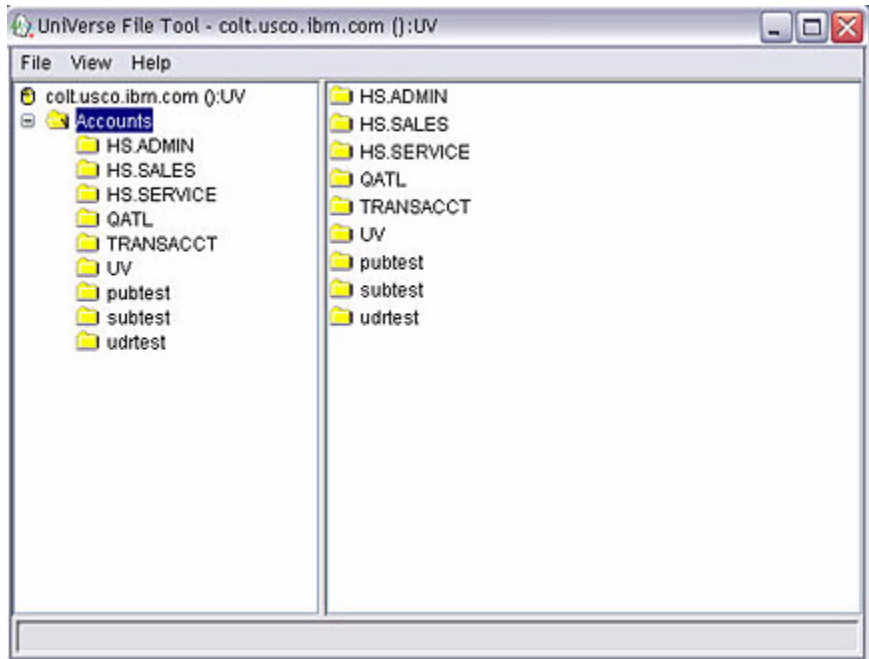 UniVerse File Tool - colt.usco.ibm.com ():UV
File View Help
colt.usco.ibm.com ():UV
Accounts
HS.ADMIN
HS.SALES
HS.SERVICE
QATL
TRANSACCT
UV
pubtest
subtest
udrtest
HS.ADMIN
HS.SALES
HS.SERVICE
QATL
TRANSACCT
UV
pubtest
subtest
udrtest